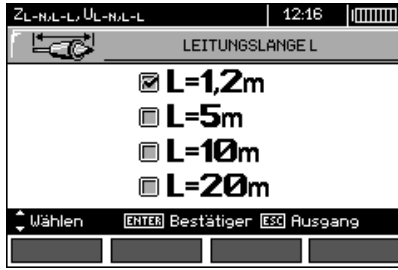 ZL-N,L-L, UL-N,L-L 12:16
LEITUNGSLÄNGE L
L=1,2m
L=5m
L=10m
L=20m
Wählen ENTER Bestätiger ESC Ausgang